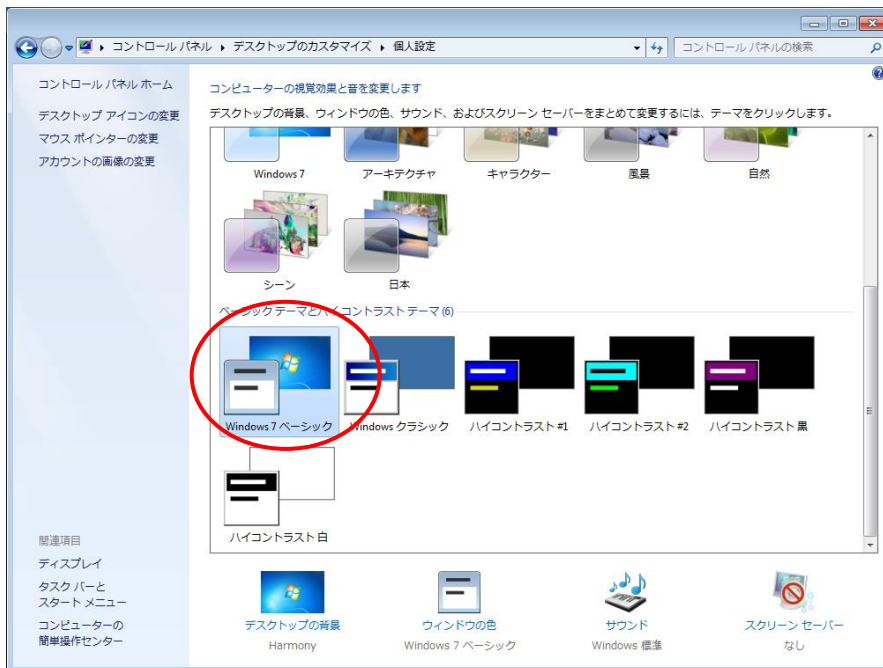 コントロール パネル ▸ デスクトップのカスタマイズ ▸ 個人設定
コントロール パネルの検索
コントロール パネル ホーム
デスクトップ アイコンの変更
マウス ポインターの変更
アカウントの画像の変更
コンピューターの視覚効果と音を変更します
デスクトップの背景、ウィンドウの色、サウンド、およびスクリーン セーバーをまとめて変更するには、テーマをクリックします。
Windows 7 アーキテクチャ キャラクター 風景 自然
シーン 日本
ベーシック テーマとハイコントラスト テーマ (6)
Windows 7 ベーシック Windows クラシック ハイコントラスト #1 ハイコントラスト #2 ハイコントラスト 黒
ハイコントラスト 白
関連項目
ディスプレイ
タスク バーと
スタート メニュー
コンピューターの
簡単操作センター
デスクトップの背景 ウィンドウの色 サウンド スクリーン セーバー
Harmony Windows 7 ベーシック Windows 標準 なし